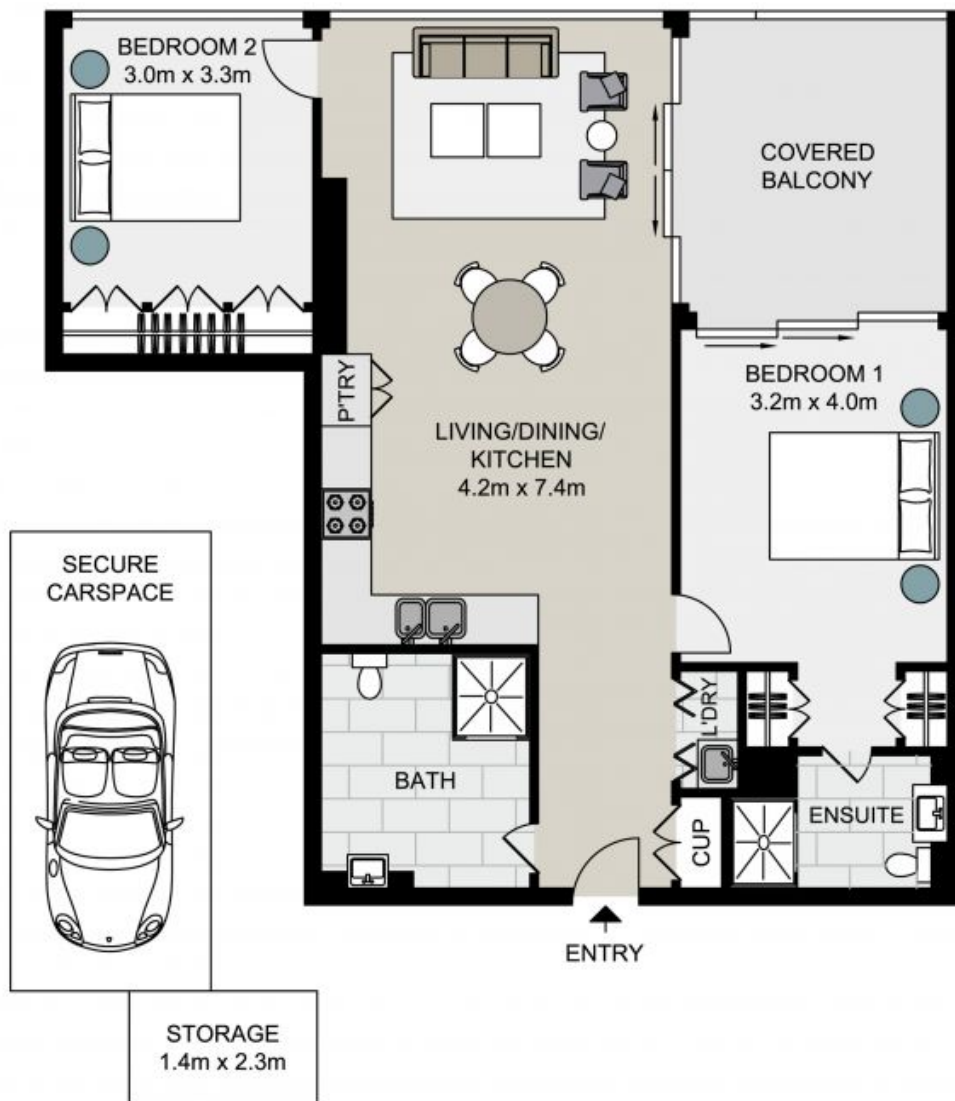 BEDROOM 2
3.0m x 3.3m
COVERED
BALCONY
P'TRY
LIVING/DINING/
KITCHEN
4.2m x 7.4m
BEDROOM 1
3.2m x 4.0m
SECURE
CARSPACE
L'DRY
BATH
ENSUITE
CUP
ENTRY
STORAGE
1.4m x 2.3m